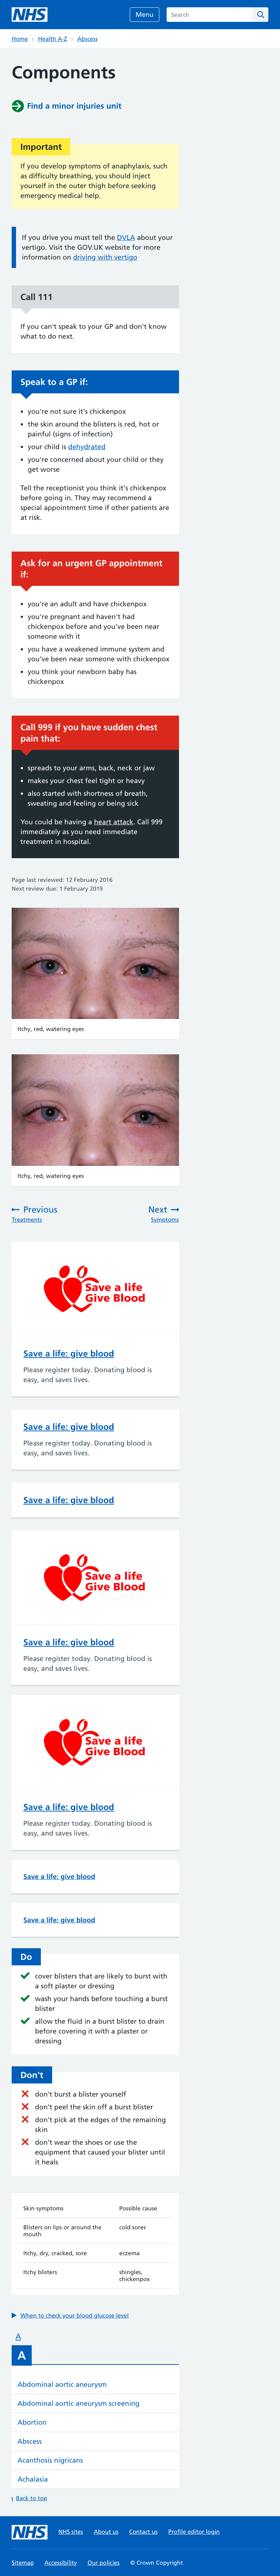 NHS
Menu
Search
Home
Health A-Z
Abscess
Components
Find a minor injuries unit
Important
If you develop symptoms of anaphylaxis, such
as difficulty breathing, you should inject
yourself in the outer thigh before seeking
emergency medical help.
If you drive you must tell the DVLA about your
vertigo. Visit the GOV.UK website for more
information on driving with vertigo
Call 111
If you can't speak to your GP and don't know
what to do next.
Speak to a GP if:
you're not sure it's chickenpox
the skin around the blisters is red, hot or
painful (signs of infection)
your child is dehydrated
you're concerned about your child or they
get worse
Tell the receptionist you think it's chickenpox
before going in. They may recommend a
special appointment time if other patients are
at risk.
Ask for an urgent GP appointment
if:
you're an adult and have chickenpox
you're pregnant and haven't had
chickenpox before and you've been near
someone with it
you have a weakened immune system and
you've been near someone with chickenpox
you think your newborn baby has
chickenpox
Call 999 if you have sudden chest
pain that:
spreads to your arms, back, neck or jaw
makes your chest feel tight or heavy
also started with shortness of breath,
sweating and feeling or being sick
You could be having a heart attack. Call 999
immediately as you need immediate
treatment in hospital.
Page last reviewed: 12 February 2016
Next review due: 1 February 2019
Itchy, red, watering eyes
Itchy, red, watering eyes
Previous
Treatments
Next
Symptoms
Save a life
Give Blood
Save a life: give blood
Please register today. Donating blood is
easy, and saves lives.
Save a life: give blood
Please register today. Donating blood is
easy, and saves lives.
Save a life: give blood
Save a life
Give Blood
Save a life: give blood
Please register today. Donating blood is
easy, and saves lives.
Save a life
Give Blood
Save a life: give blood
Please register today. Donating blood is
easy, and saves lives.
Save a life: give blood
Save a life: give blood
Do
cover blisters that are likely to burst with
a soft plaster or dressing
wash your hands before touching a burst
blister
allow the fluid in a burst blister to drain
before covering it with a plaster or
dressing
Don't
don't burst a blister yourself
don't peel the skin off a burst blister
don't pick at the edges of the remaining
skin
don't wear the shoes or use the
equipment that caused your blister until
it heals
Skin symptoms Possible cause
Blisters on lips or around the cold sores
mouth
Itchy, dry, cracked, sore eczema
Itchy blisters shingles,
chickenpox
When to check your blood glucose level
A
A
Abdominal aortic aneurysm
Abdominal aortic aneurysm screening
Abortion
Abscess
Acanthosis nigricans
Achalasia
Back to top
NHS
NHS sites
About us
Contact us
Profile editor login
Sitemap
Accessibility
Our policies
© Crown Copyright